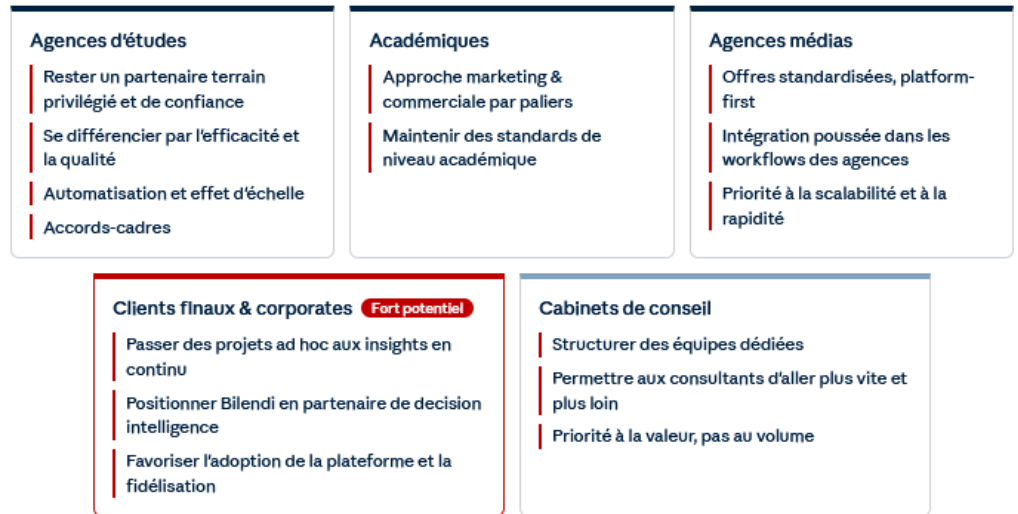 Agences d'études
Rester un partenaire terrain
privilégié et de confiance
Se différencier par l'efficacité et
la qualité
Automatisation et effet d'échelle
Accords-cadres
Académiques
Approche marketing &
commerciale par paliers
Maintenir des standards de
niveau académique
Agences médias
Offres standardisées, platform-
first
Intégration poussée dans les
workflows des agences
Priorité à la scalabilité et à la
rapidité
Clients finaux & corporates Fort potentiel
Passer des projets ad hoc aux insights en
continu
Positionner Bilendi en partenaire de decision
intelligence
Favoriser l'adoption de la plateforme et la
fidélisation
Cabinets de conseil
Structurer des équipes dédiées
Permettre aux consultants d'aller plus vite et
plus loin
Priorité à la valeur, pas au volume